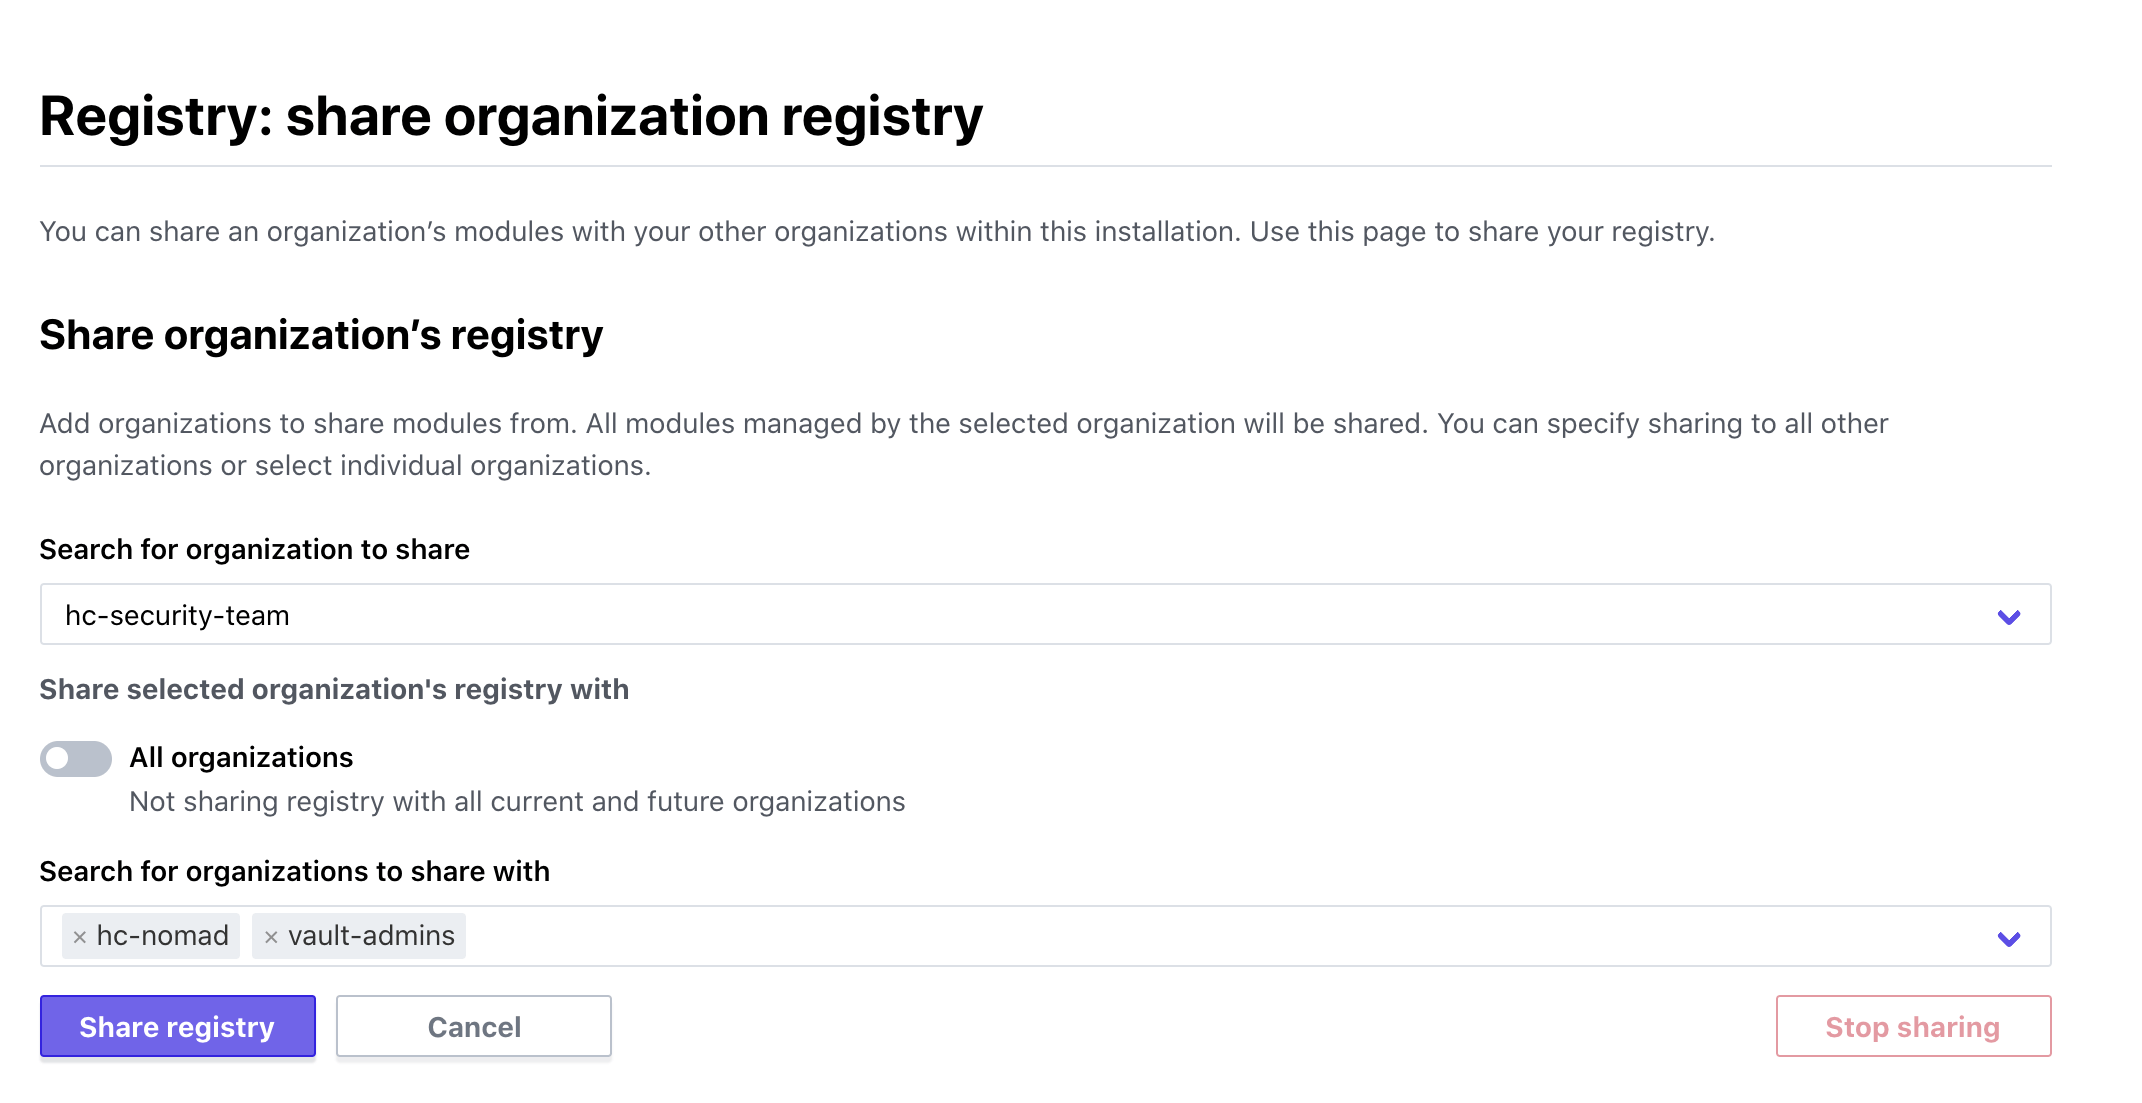 Registry: share organization registry
You can share an organization’s modules with your other organizations within this installation. Use this page to share your registry.
Share organization’s registry
Add organizations to share modules from. All modules managed by the selected organization will be shared. You can specify sharing to all other
organizations or select individual organizations.
Search for organization to share
hc-security-team
Share selected organization's registry with
All organizations
Not sharing registry with all current and future organizations
Search for organizations to share with
× hc-nomad × vault-admins
Share registry Cancel Stop sharing